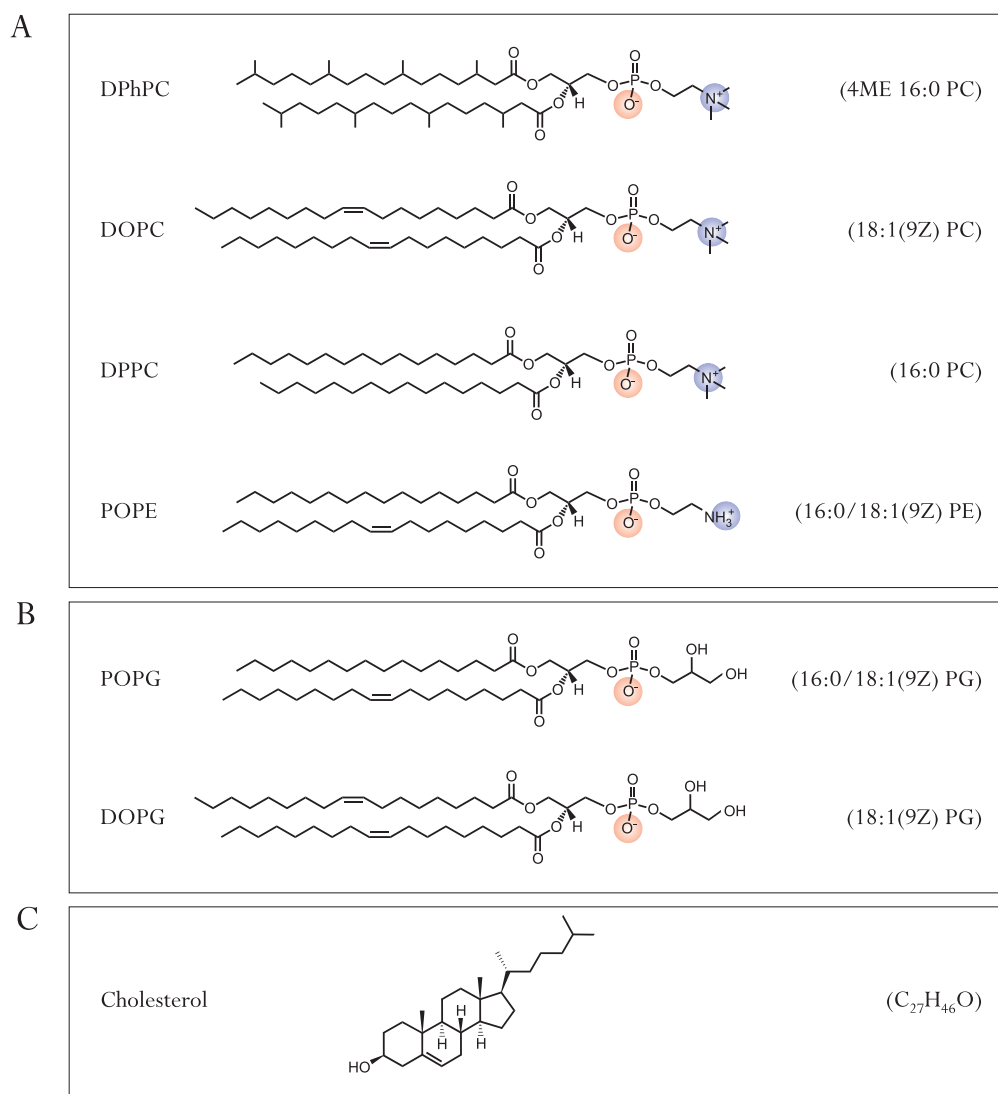 A
DPhPC
O
O
O
O
H
O
P
O
O-
O
N+
(4ME 16:0 PC)
DOPC
O
O
O
O
H
O
P
O
O-
O
N+
(18:1(9Z) PC)
DPPC
O
O
O
O
H
O
P
O
O-
O
N+
(16:0 PC)
POPE
O
O
O
O
H
O
P
O
O-
O
NH3+
(16:0/18:1(9Z) PE)
B
POPG
O
O
O
O
H
O
P
O
O-
O
OH
OH
(16:0/18:1(9Z) PG)
DOPG
O
O
O
O
H
O
P
O
O-
O
OH
OH
(18:1(9Z) PG)
C
Cholesterol
H
H
H
HO
(C27H46O)